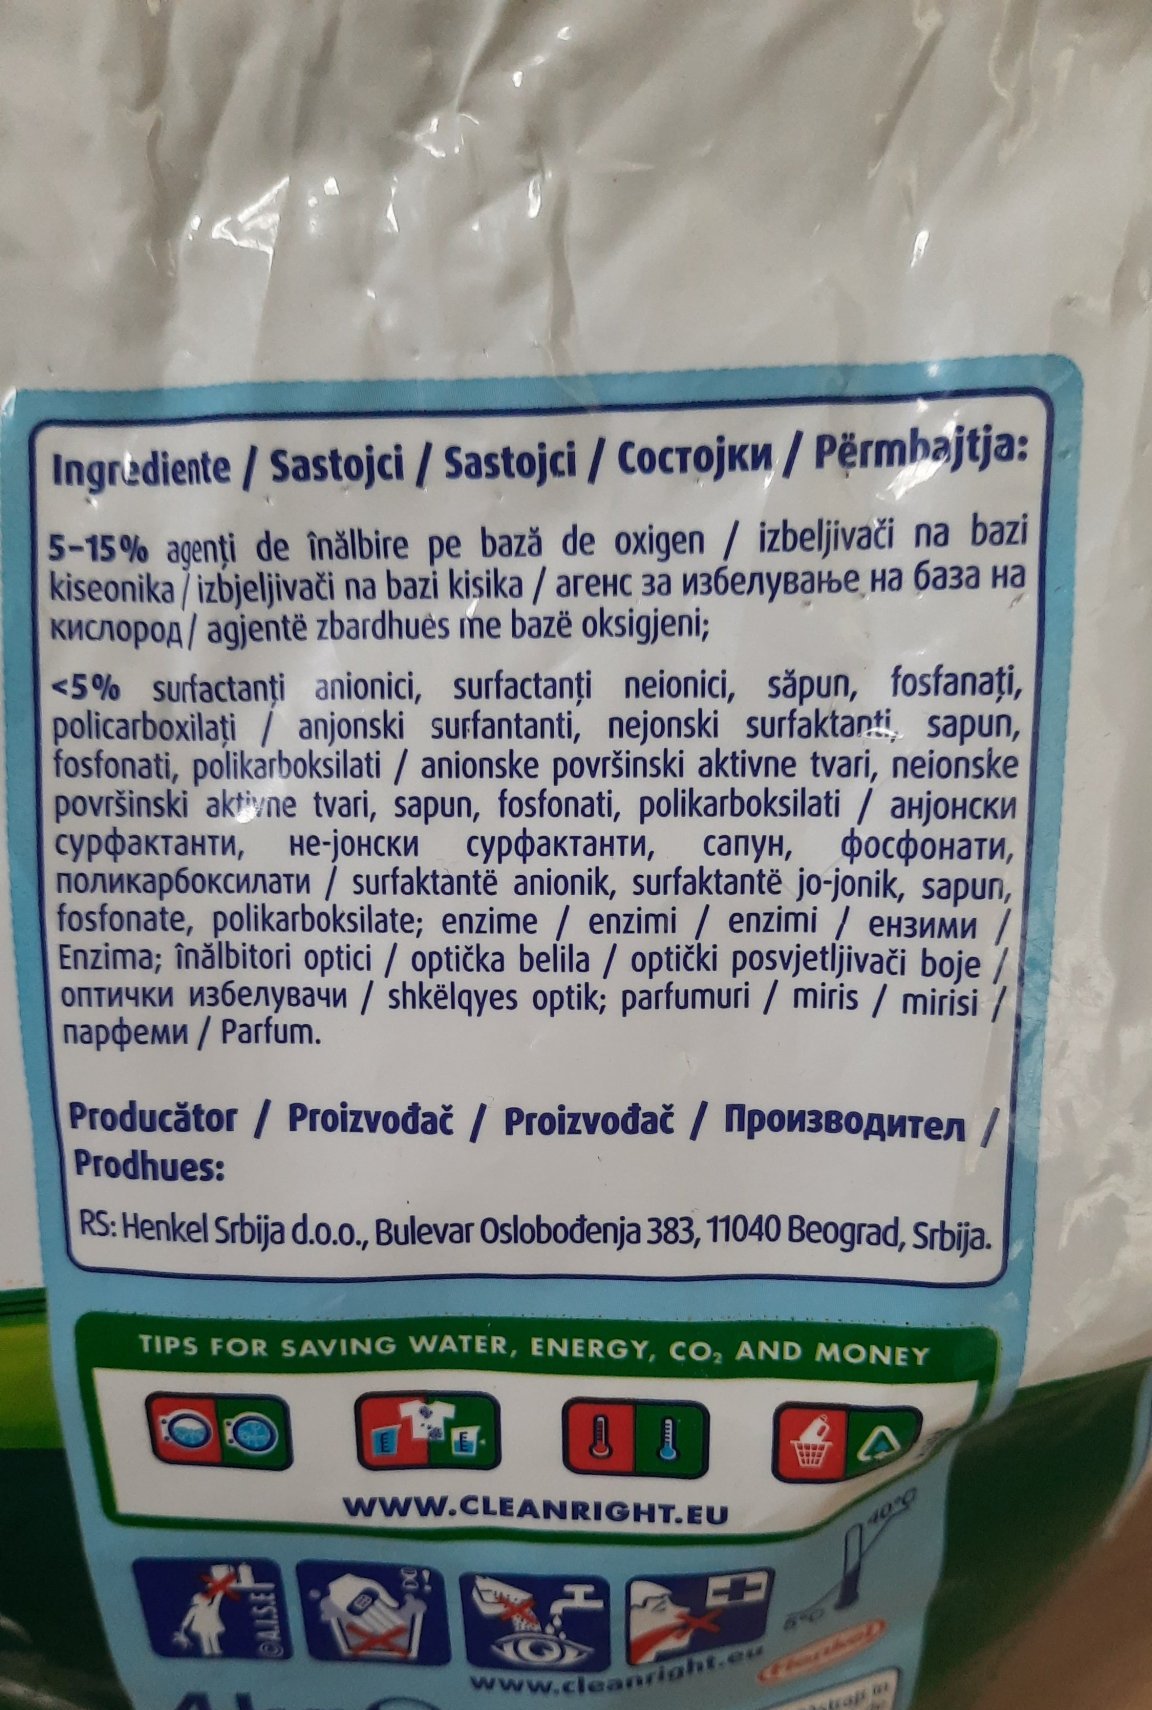 Ingrediente / Sastojci / Sastojci / Состојки / Përmbajtja:
5-15% agenți de înălbire pe bază de oxigen / izbeljivači na bazi
kiseonika / izbjeljivači na bazi kisika / агенс за избелување на база на
кислород / agjentë zbardhues me bazë oksigjeni;
<5% surfactanți anionici, surfactanți neionici, săpun, fosfanați,
policarboxilați / anjonski surfantanti, nejonski surfaktanti, sapun,
fosfonati, polikarboksilati / anionske površinski aktivne tvari, neionske
površinski aktivne tvari, sapun, fosfonati, polikarboksilati / анјонски
сурфактанти, не-јонски сурфактанти, сапун, фосфонати,
поликарбоксилати / surfaktantë anionik, surfaktantë jo-jonik, sapun,
fosfonate, polikarboksilate; enzime / enzimi / enzimi / ензими /
Enzima; înălbitori optici / optička belila / optički posvjetljivači boje /
оптички избелувачи / shkëlqyes optik; parfumuri / miris / mirisi /
парфеми / Parfum.
Producător / Proizvođač / Proizvođač / Производител /
Prodhues:
RS: Henkel Srbija d.o.o., Bulevar Oslobođenja 383, 11040 Beograd, Srbija.
TIPS FOR SAVING WATER, ENERGY, CO₂ AND MONEY
E E
WWW.CLEANRIGHT.EU
40°C
5°C
©A.I.S.E
www.cleanright.eu
Henkel